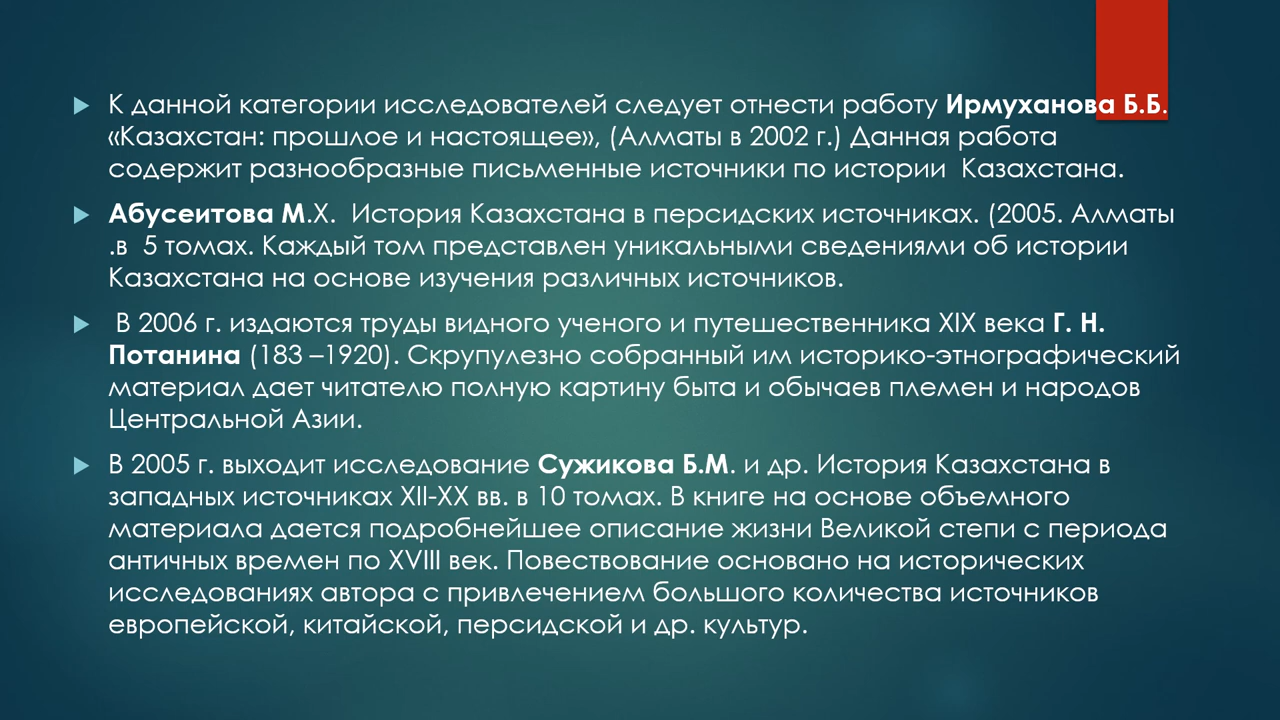 К данной категории исследователей следует отнести работу Ирмуханова Б.Б.
«Казахстан: прошлое и настоящее», (Алматы в 2002 г.) Данная работа
содержит разнообразные письменные источники по истории  Казахстана.
Абусеитова М.Х.  История Казахстана в персидских источниках. (2005. Алматы
.в  5 томах. Каждый том представлен уникальными сведениями об истории
Казахстана на основе изучения различных источников.
В 2006 г. издаются труды видного ученого и путешественника XIX века Г. Н.
Потанина (183 –1920). Скрупулезно собранный им историко-этнографический
материал дает читателю полную картину быта и обычаев племен и народов
Центральной Азии.
В 2005 г. выходит исследование Сужикова Б.М. и др. История Казахстана в
западных источниках XII-XX вв. в 10 томах. В книге на основе объемного
материала дается подробнейшее описание жизни Великой степи с периода
античных времен по XVIII век. Повествование основано на исторических
исследованиях автора с привлечением большого количества источников
европейской, китайской, персидской и др. культур.